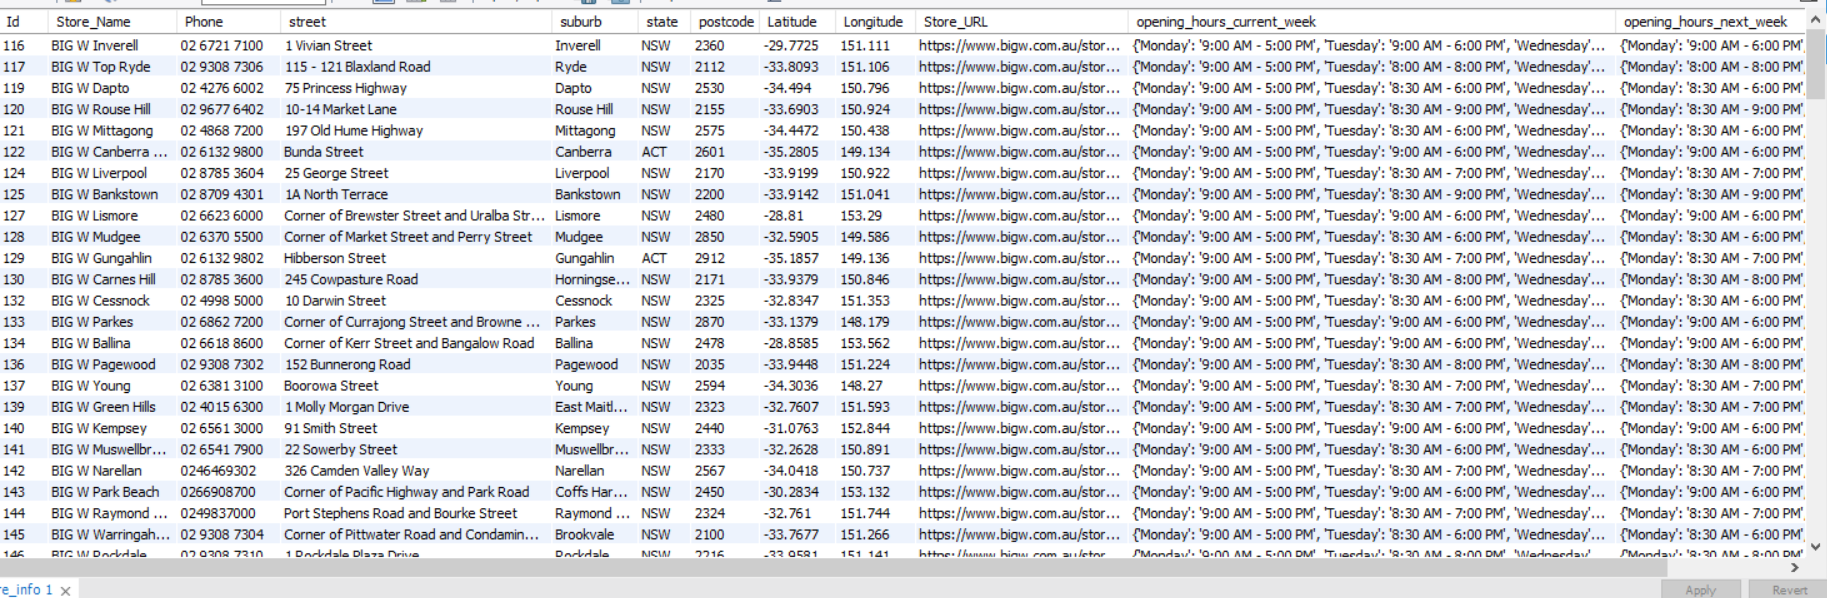 Id Store_Name Phone street suburb state postcode Latitude Longitude Store_URL opening_hours_current_week opening_hours_next_week
116 BIG W Inverell 02 6721 7100 1 Vivian Street Inverell NSW 2360 -29.7725 151.111 https://www.bigw.com.au/stor... {'Monday': '9:00 AM - 5:00 PM', 'Tuesday': '9:00 AM - 6:00 PM', 'Wednesday'... {'Monday': '9:00 AM - 6:00 PM',
117 BIG W Top Ryde 02 9308 7306 115 - 121 Blaxland Road Ryde NSW 2112 -33.8093 151.106 https://www.bigw.com.au/stor... {'Monday': '9:00 AM - 5:00 PM', 'Tuesday': '8:00 AM - 8:00 PM', 'Wednesday'... {'Monday': '8:00 AM - 8:00 PM',
119 BIG W Dapto 02 4276 6002 75 Princess Highway Dapto NSW 2530 -34.494 150.796 https://www.bigw.com.au/stor... {'Monday': '9:00 AM - 5:00 PM', 'Tuesday': '8:30 AM - 6:00 PM', 'Wednesday'... {'Monday': '8:30 AM - 6:00 PM',
120 BIG W Rouse Hill 02 9677 6402 10-14 Market Lane Rouse Hill NSW 2155 -33.6903 150.924 https://www.bigw.com.au/stor... {'Monday': '9:00 AM - 5:00 PM', 'Tuesday': '8:30 AM - 9:00 PM', 'Wednesday'... {'Monday': '8:30 AM - 9:00 PM',
121 BIG W Mittagong 02 4868 7200 197 Old Hume Highway Mittagong NSW 2575 -34.4472 150.438 https://www.bigw.com.au/stor... {'Monday': '9:00 AM - 5:00 PM', 'Tuesday': '8:30 AM - 6:00 PM', 'Wednesday'... {'Monday': '8:30 AM - 6:00 PM',
122 BIG W Canberra ... 02 6132 9800 Bunda Street Canberra ACT 2601 -35.2805 149.134 https://www.bigw.com.au/stor... {'Monday': '9:00 AM - 5:00 PM', 'Tuesday': '9:00 AM - 6:00 PM', 'Wednesday'... {'Monday': '9:00 AM - 6:00 PM',
124 BIG W Liverpool 02 8785 3604 25 George Street Liverpool NSW 2170 -33.9199 150.922 https://www.bigw.com.au/stor... {'Monday': '9:00 AM - 5:00 PM', 'Tuesday': '8:30 AM - 7:00 PM', 'Wednesday'... {'Monday': '8:30 AM - 7:00 PM',
125 BIG W Bankstown 02 8709 4301 1A North Terrace Bankstown NSW 2200 -33.9142 151.041 https://www.bigw.com.au/stor... {'Monday': '9:00 AM - 5:00 PM', 'Tuesday': '8:30 AM - 9:00 PM', 'Wednesday'... {'Monday': '8:30 AM - 9:00 PM',
127 BIG W Lismore 02 6623 6000 Corner of Brewster Street and Uralba Str... Lismore NSW 2480 -28.81 153.29 https://www.bigw.com.au/stor... {'Monday': '9:00 AM - 5:00 PM', 'Tuesday': '9:00 AM - 6:00 PM', 'Wednesday'... {'Monday': '9:00 AM - 6:00 PM',
128 BIG W Mudgee 02 6370 5500 Corner of Market Street and Perry Street Mudgee NSW 2850 -32.5905 149.586 https://www.bigw.com.au/stor... {'Monday': '9:00 AM - 5:00 PM', 'Tuesday': '8:30 AM - 6:00 PM', 'Wednesday'... {'Monday': '8:30 AM - 6:00 PM',
129 BIG W Gungahlin 02 6132 9802 Hibberson Street Gungahlin ACT 2912 -35.1857 149.136 https://www.bigw.com.au/stor... {'Monday': '9:00 AM - 5:00 PM', 'Tuesday': '8:30 AM - 7:00 PM', 'Wednesday'... {'Monday': '8:30 AM - 7:00 PM',
130 BIG W Carnes Hill 02 8785 3600 245 Cowpasture Road Horningse... NSW 2171 -33.9379 150.846 https://www.bigw.com.au/stor... {'Monday': '9:00 AM - 5:00 PM', 'Tuesday': '8:30 AM - 8:00 PM', 'Wednesday'... {'Monday': '8:30 AM - 8:00 PM',
132 BIG W Cessnock 02 4998 5000 10 Darwin Street Cessnock NSW 2325 -32.8347 151.353 https://www.bigw.com.au/stor... {'Monday': '9:00 AM - 5:00 PM', 'Tuesday': '8:30 AM - 6:00 PM', 'Wednesday'... {'Monday': '8:30 AM - 6:00 PM',
133 BIG W Parkes 02 6862 7200 Corner of Currajong Street and Browne ... Parkes NSW 2870 -33.1379 148.179 https://www.bigw.com.au/stor... {'Monday': '9:00 AM - 5:00 PM', 'Tuesday': '9:00 AM - 6:00 PM', 'Wednesday'... {'Monday': '9:00 AM - 6:00 PM',
134 BIG W Ballina 02 6618 8600 Corner of Kerr Street and Bangalow Road Ballina NSW 2478 -28.8585 153.562 https://www.bigw.com.au/stor... {'Monday': '9:00 AM - 5:00 PM', 'Tuesday': '8:30 AM - 6:00 PM', 'Wednesday'... {'Monday': '8:30 AM - 6:00 PM',
136 BIG W Pagewood 02 9308 7302 152 Bunnerong Road Pagewood NSW 2035 -33.9448 151.224 https://www.bigw.com.au/stor... {'Monday': '9:00 AM - 5:00 PM', 'Tuesday': '8:30 AM - 8:00 PM', 'Wednesday'... {'Monday': '8:30 AM - 8:00 PM',
137 BIG W Young 02 6381 3100 Boorowa Street Young NSW 2594 -34.3036 148.27 https://www.bigw.com.au/stor... {'Monday': '9:00 AM - 5:00 PM', 'Tuesday': '8:30 AM - 7:00 PM', 'Wednesday'... {'Monday': '8:30 AM - 7:00 PM',
139 BIG W Green Hills 02 4015 6300 1 Molly Morgan Drive East Maitl... NSW 2323 -32.7607 151.593 https://www.bigw.com.au/stor... {'Monday': '9:00 AM - 5:00 PM', 'Tuesday': '8:30 AM - 7:00 PM', 'Wednesday'... {'Monday': '8:30 AM - 7:00 PM',
140 BIG W Kempsey 02 6561 3000 91 Smith Street Kempsey NSW 2440 -31.0763 152.844 https://www.bigw.com.au/stor... {'Monday': '9:00 AM - 5:00 PM', 'Tuesday': '8:30 AM - 6:00 PM', 'Wednesday'... {'Monday': '8:30 AM - 6:00 PM',
141 BIG W Muswellbr... 02 6541 7900 22 Sowerby Street Muswellbr... NSW 2333 -32.2628 150.891 https://www.bigw.com.au/stor... {'Monday': '9:00 AM - 5:00 PM', 'Tuesday': '8:30 AM - 6:00 PM', 'Wednesday'... {'Monday': '8:30 AM - 6:00 PM',
142 BIG W Narellan 0246469302 326 Camden Valley Way Narellan NSW 2567 -34.0418 150.737 https://www.bigw.com.au/stor... {'Monday': '9:00 AM - 5:00 PM', 'Tuesday': '8:30 AM - 7:00 PM', 'Wednesday'... {'Monday': '8:30 AM - 7:00 PM',
143 BIG W Park Beach 0266908700 Corner of Pacific Highway and Park Road Coffs Har... NSW 2450 -30.2834 153.132 https://www.bigw.com.au/stor... {'Monday': '9:00 AM - 5:00 PM', 'Tuesday': '9:00 AM - 6:00 PM', 'Wednesday'... {'Monday': '9:00 AM - 6:00 PM',
144 BIG W Raymond ... 0249837000 Port Stephens Road and Bourke Street Raymond ... NSW 2324 -32.761 151.744 https://www.bigw.com.au/stor... {'Monday': '9:00 AM - 5:00 PM', 'Tuesday': '8:30 AM - 7:00 PM', 'Wednesday'... {'Monday': '8:30 AM - 7:00 PM',
145 BIG W Warringah... 02 9308 7304 Corner of Pittwater Road and Condamin... Brookvale NSW 2100 -33.7677 151.266 https://www.bigw.com.au/stor... {'Monday': '9:00 AM - 5:00 PM', 'Tuesday': '8:30 AM - 6:00 PM', 'Wednesday'... {'Monday': '8:30 AM - 6:00 PM',
146 BIG W Rockdale 02 9308 7310 1 Rockdale Plaza Drive Rockdale NSW 2216 -33.9581 151.141 https://www.bigw.com.au/stor... {'Monday': '9:00 AM - 5:00 PM', 'Tuesday': '8:30 AM - 8:00 PM', 'Wednesday'... {'Monday': '8:30 AM - 8:00 PM',
re_info 1
Apply Revert